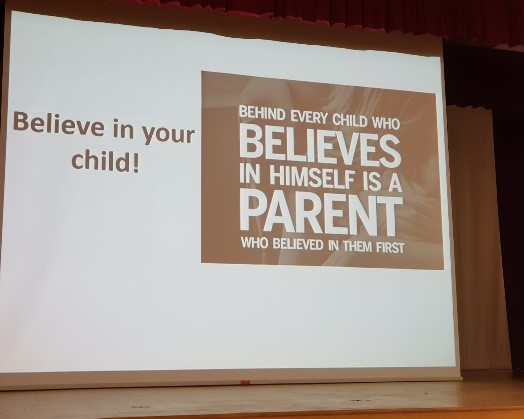 Believe in your
child!
BEHIND EVERY CHILD WHO
BELIEVES
IN HIMSELF IS A
PARENT
WHO BELIEVED IN THEM FIRST